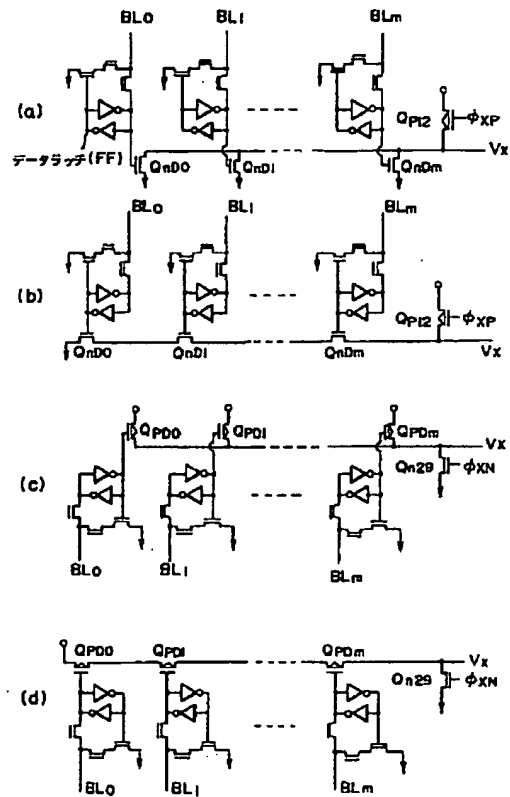 BL0 BL1 BLm
(a)
QP12 φXP
データラッチ(FF)
QnD0 QnD1 QnDm Vx
BL0 BL1 BLm
(b)
QP12 φXP
QnD0 QnD1 QnDm Vx
QPD0 QPD1 QPDm
Vx
(c)
Qn29 φXN
BL0 BL1 BLm
QPD0 QPD1 QPDm Vx
(d)
Qn29 φXN
BL0 BL1 BLm